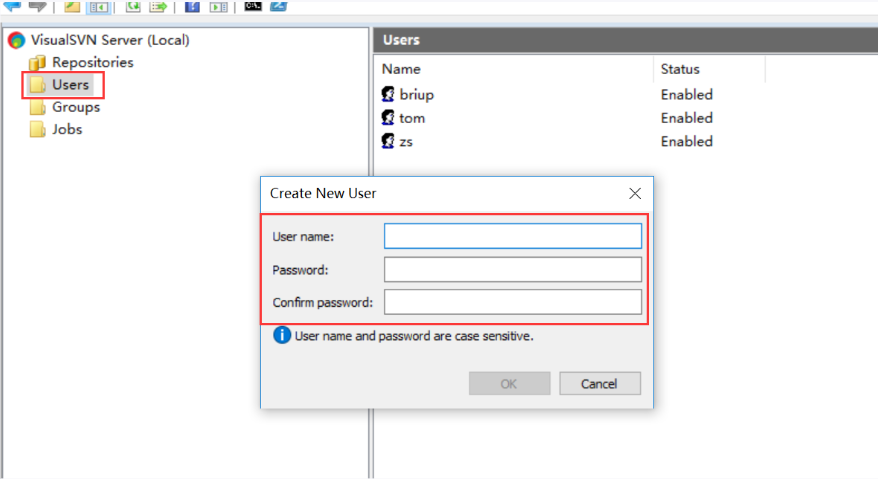 VisualSVN Server (Local)
Repositories
Users
Groups
Jobs
Users
Name Status
briup Enabled
tom Enabled
zs Enabled
Create New User
User name:
Password:
Confirm password:
User name and password are case sensitive.
OK Cancel